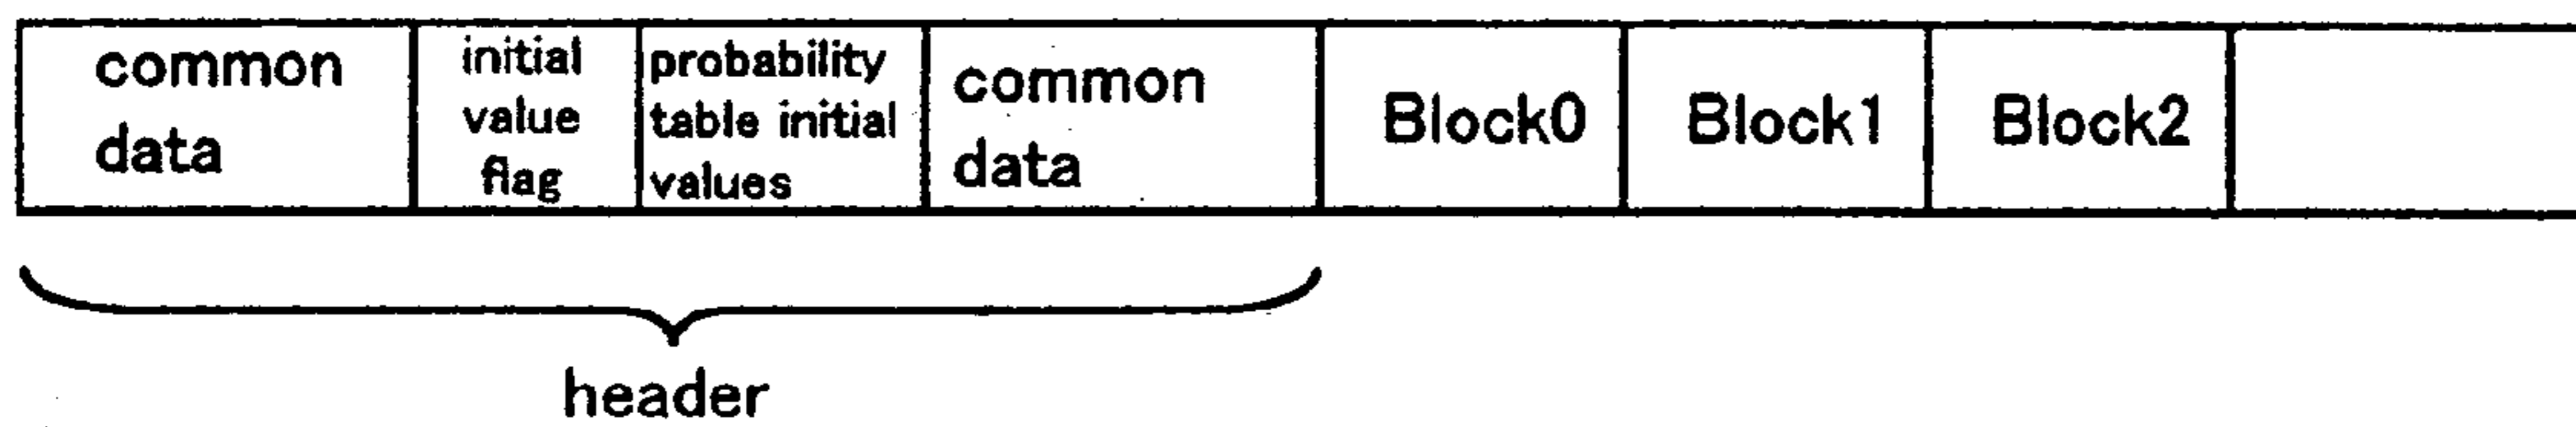 common
data
initial
value
flag
probability
table initial
values
common
data
Block0
Block1
Block2
header